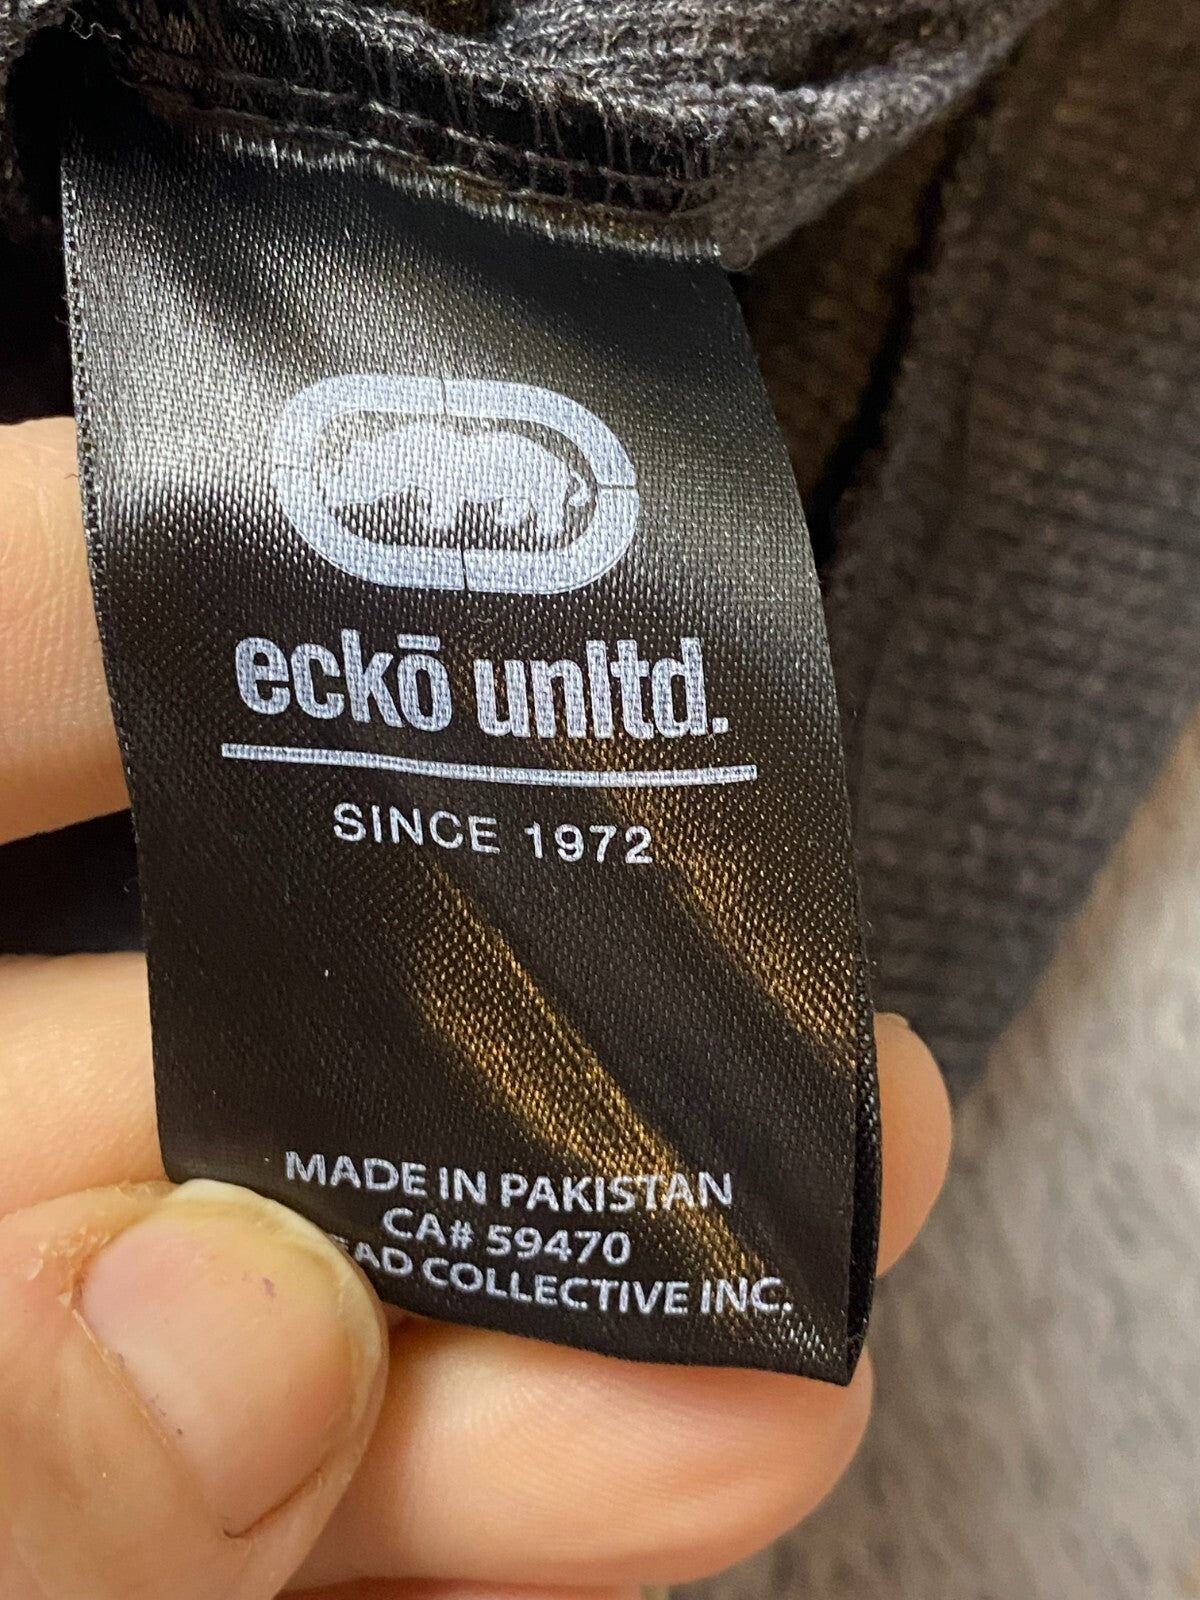 eckō unltd.
SINCE 1972
MADE IN PAKISTAN
CA# 59470
COLLECTIVE INC.